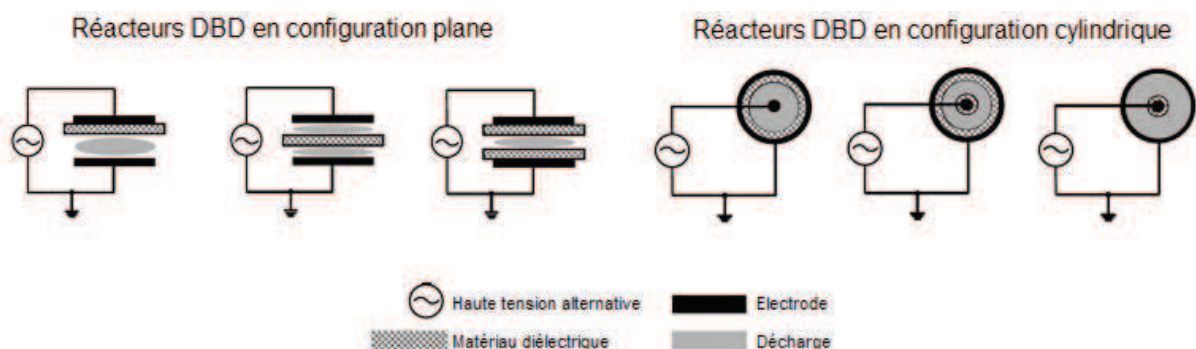 Réacteurs DBD en configuration plane
Réacteurs DBD en configuration cylindrique
Haute tension alternative
Electrode
Matériau diélectrique
Décharge